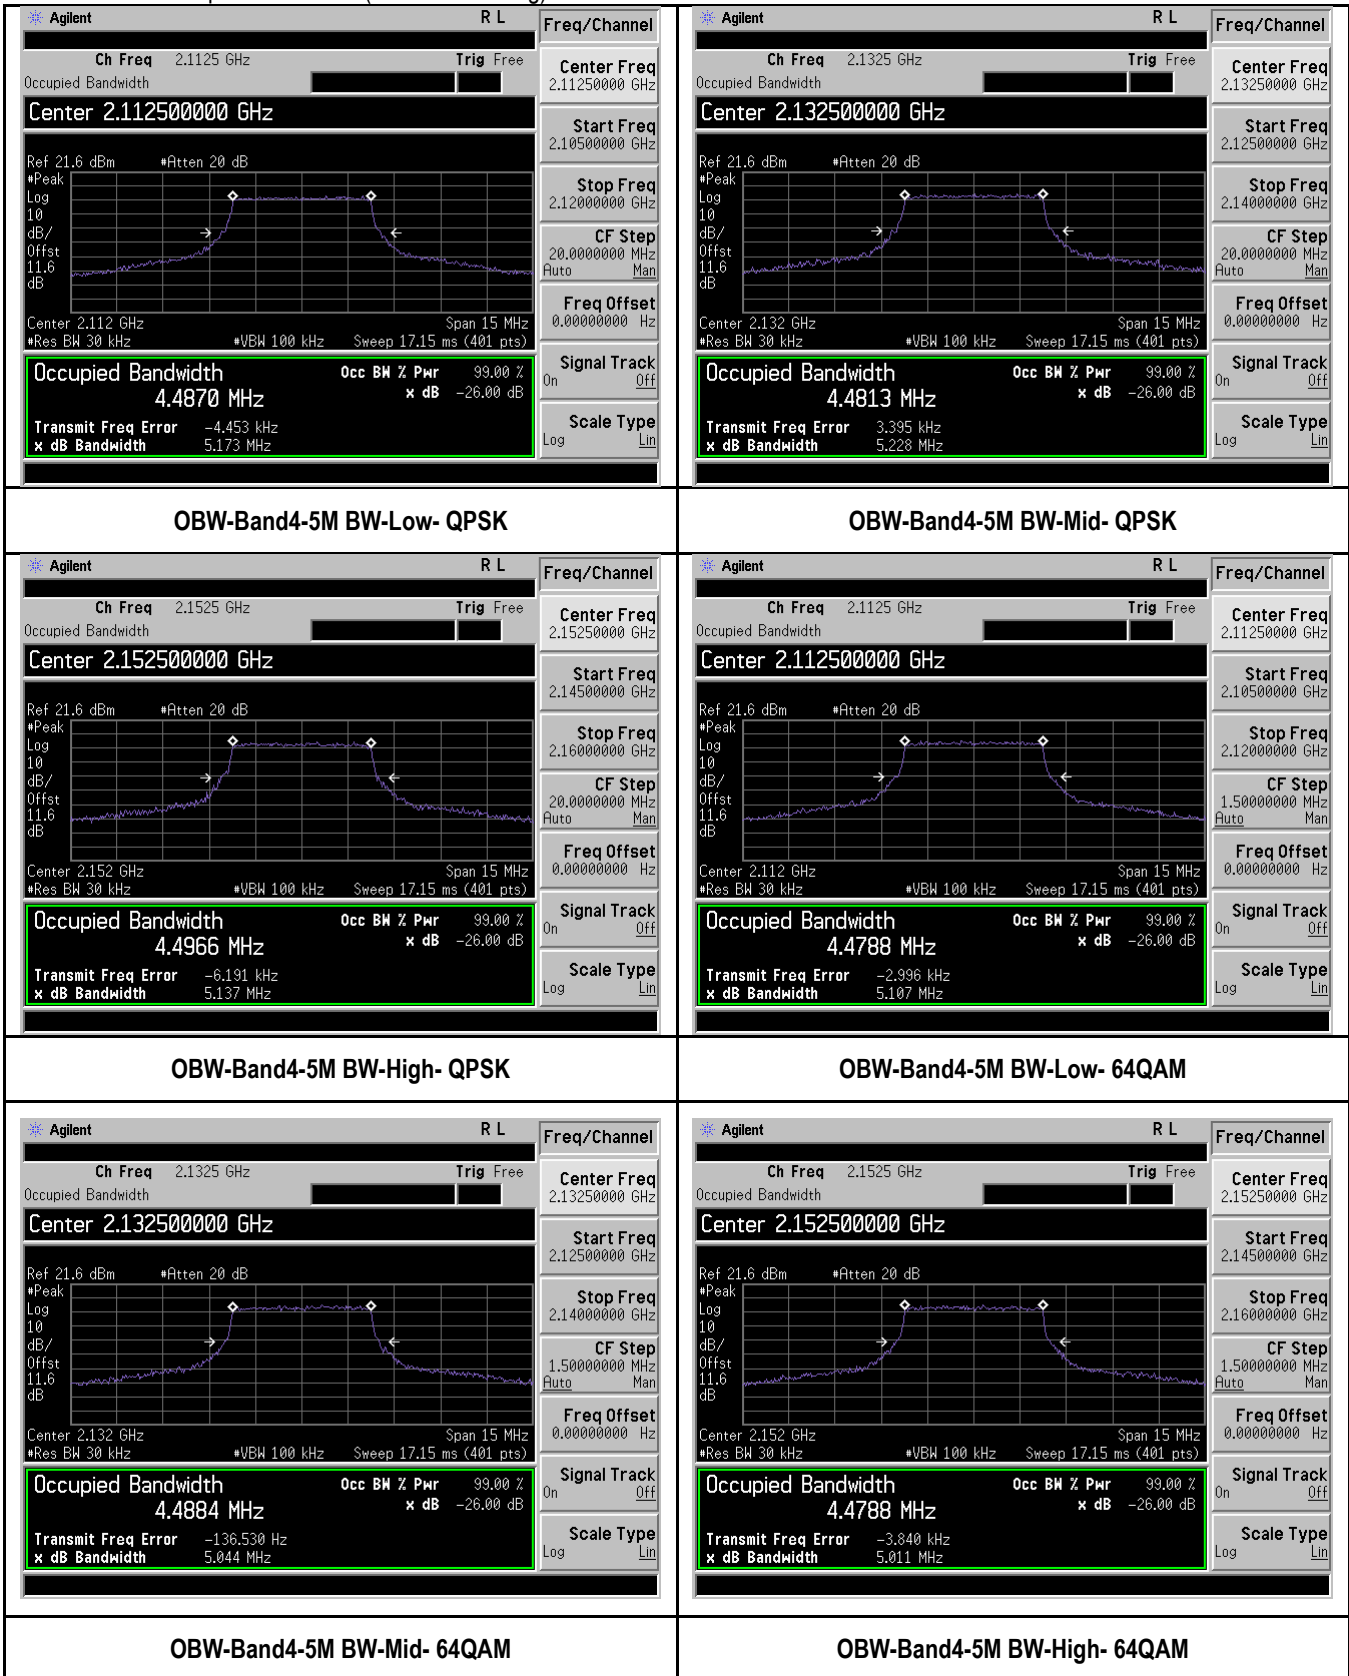 Agilent R L Freq/Channel
Ch Freq 2.1125 GHz Trig Free
Occupied Bandwidth
Center 2.112500000 GHz
Center Freq
2.11250000 GHz
Start Freq
2.10500000 GHz
Stop Freq
2.12000000 GHz
CF Step
20.0000000 MHz
Auto Man
Freq Offset
0.00000000 Hz
Signal Track
On Off
Scale Type
Log Lin
Ref 21.6 dBm #Atten 20 dB
#Peak
Log
10
dB/
Offst
11.6
dB
Center 2.112 GHz Span 15 MHz
#Res BW 30 kHz #VBW 100 kHz Sweep 17.15 ms (401 pts)
Occupied Bandwidth Occ BW % Pwr 99.00 %
4.4870 MHz x dB -26.00 dB
Transmit Freq Error -4.453 kHz
x dB Bandwidth 5.173 MHz
Agilent R L Freq/Channel
Ch Freq 2.1325 GHz Trig Free
Occupied Bandwidth
Center 2.132500000 GHz
Center Freq
2.13250000 GHz
Start Freq
2.12500000 GHz
Stop Freq
2.14000000 GHz
CF Step
20.0000000 MHz
Auto Man
Freq Offset
0.00000000 Hz
Signal Track
On Off
Scale Type
Log Lin
Ref 21.6 dBm #Atten 20 dB
#Peak
Log
10
dB/
Offst
11.6
dB
Center 2.132 GHz Span 15 MHz
#Res BW 30 kHz #VBW 100 kHz Sweep 17.15 ms (401 pts)
Occupied Bandwidth Occ BW % Pwr 99.00 %
4.4813 MHz x dB -26.00 dB
Transmit Freq Error 3.395 kHz
x dB Bandwidth 5.228 MHz
OBW-Band4-5M BW-Low- QPSK
OBW-Band4-5M BW-Mid- QPSK
Agilent R L Freq/Channel
Ch Freq 2.1525 GHz Trig Free
Occupied Bandwidth
Center 2.152500000 GHz
Center Freq
2.15250000 GHz
Start Freq
2.14500000 GHz
Stop Freq
2.16000000 GHz
CF Step
20.0000000 MHz
Auto Man
Freq Offset
0.00000000 Hz
Signal Track
On Off
Scale Type
Log Lin
Ref 21.6 dBm #Atten 20 dB
#Peak
Log
10
dB/
Offst
11.6
dB
Center 2.152 GHz Span 15 MHz
#Res BW 30 kHz #VBW 100 kHz Sweep 17.15 ms (401 pts)
Occupied Bandwidth Occ BW % Pwr 99.00 %
4.4966 MHz x dB -26.00 dB
Transmit Freq Error -6.191 kHz
x dB Bandwidth 5.137 MHz
Agilent R L Freq/Channel
Ch Freq 2.1125 GHz Trig Free
Occupied Bandwidth
Center 2.112500000 GHz
Center Freq
2.11250000 GHz
Start Freq
2.10500000 GHz
Stop Freq
2.12000000 GHz
CF Step
1.50000000 MHz
Auto Man
Freq Offset
0.00000000 Hz
Signal Track
On Off
Scale Type
Log Lin
Ref 21.6 dBm #Atten 20 dB
#Peak
Log
10
dB/
Offst
11.6
dB
Center 2.112 GHz Span 15 MHz
#Res BW 30 kHz #VBW 100 kHz Sweep 17.15 ms (401 pts)
Occupied Bandwidth Occ BW % Pwr 99.00 %
4.4788 MHz x dB -26.00 dB
Transmit Freq Error -2.996 kHz
x dB Bandwidth 5.107 MHz
OBW-Band4-5M BW-High- QPSK
OBW-Band4-5M BW-Low- 64QAM
Agilent R L Freq/Channel
Ch Freq 2.1325 GHz Trig Free
Occupied Bandwidth
Center 2.132500000 GHz
Center Freq
2.13250000 GHz
Start Freq
2.12500000 GHz
Stop Freq
2.14000000 GHz
CF Step
1.50000000 MHz
Auto Man
Freq Offset
0.00000000 Hz
Signal Track
On Off
Scale Type
Log Lin
Ref 21.6 dBm #Atten 20 dB
#Peak
Log
10
dB/
Offst
11.6
dB
Center 2.132 GHz Span 15 MHz
#Res BW 30 kHz #VBW 100 kHz Sweep 17.15 ms (401 pts)
Occupied Bandwidth Occ BW % Pwr 99.00 %
4.4884 MHz x dB -26.00 dB
Transmit Freq Error -136.530 Hz
x dB Bandwidth 5.044 MHz
Agilent R L Freq/Channel
Ch Freq 2.1525 GHz Trig Free
Occupied Bandwidth
Center 2.152500000 GHz
Center Freq
2.15250000 GHz
Start Freq
2.14500000 GHz
Stop Freq
2.16000000 GHz
CF Step
1.50000000 MHz
Auto Man
Freq Offset
0.00000000 Hz
Signal Track
On Off
Scale Type
Log Lin
Ref 21.6 dBm #Atten 20 dB
#Peak
Log
10
dB/
Offst
11.6
dB
Center 2.152 GHz Span 15 MHz
#Res BW 30 kHz #VBW 100 kHz Sweep 17.15 ms (401 pts)
Occupied Bandwidth Occ BW % Pwr 99.00 %
4.4788 MHz x dB -26.00 dB
Transmit Freq Error -3.840 kHz
x dB Bandwidth 5.011 MHz
OBW-Band4-5M BW-Mid- 64QAM
OBW-Band4-5M BW-High- 64QAM